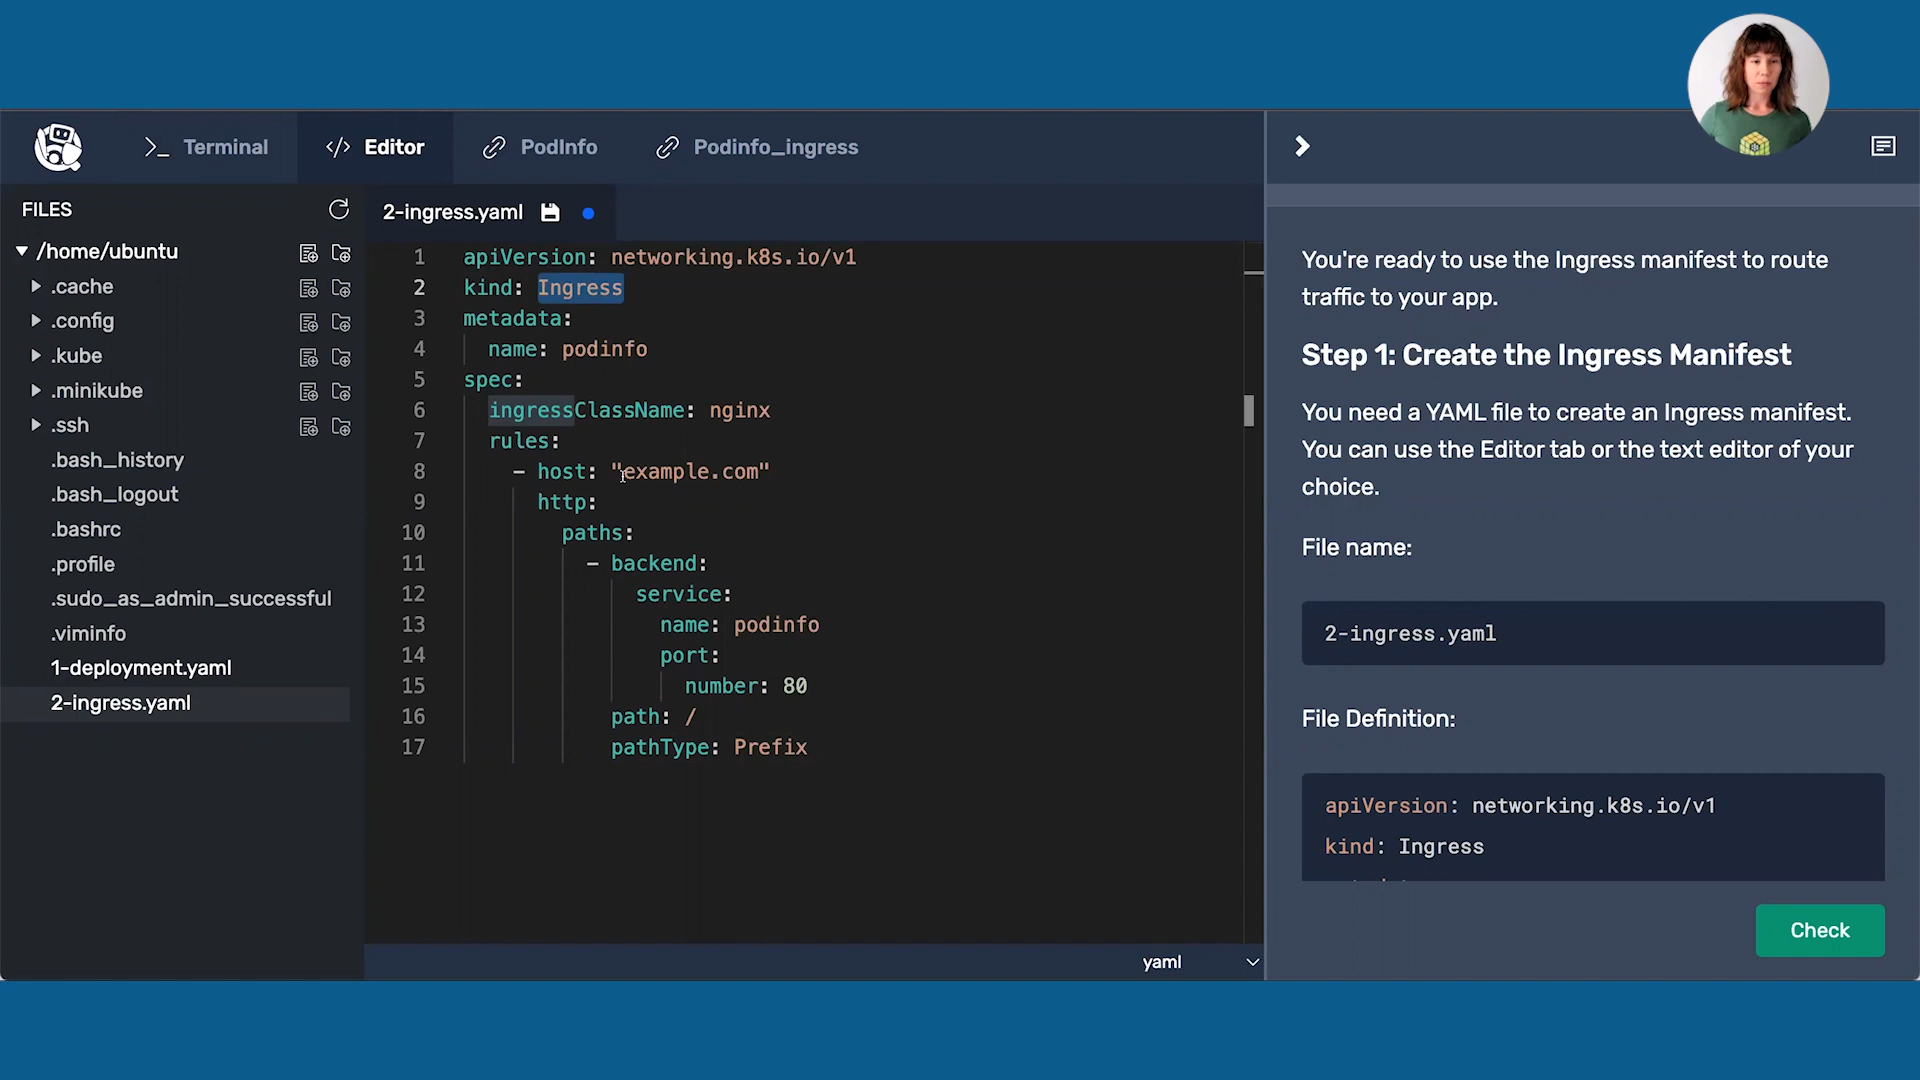 >_ Terminal
</> Editor
PodInfo
Podinfo_ingress
FILES
/home/ubuntu
.cache
.config
.kube
.minikube
.ssh
.bash_history
.bash_logout
.bashrc
.profile
.sudo_as_admin_successful
.viminfo
1-deployment.yaml
2-ingress.yaml
2-ingress.yaml
1 apiVersion: networking.k8s.io/v1
2 kind: Ingress
3 metadata:
4 name: podinfo
5 spec:
6 ingressClassName: nginx
7 rules:
8 - host: "example.com"
9 http:
10 paths:
11 - backend:
12 service:
13 name: podinfo
14 port:
15 number: 80
16 path: /
17 pathType: Prefix
yaml
You're ready to use the Ingress manifest to route
traffic to your app.
Step 1: Create the Ingress Manifest
You need a YAML file to create an Ingress manifest.
You can use the Editor tab or the text editor of your
choice.
File name:
2-ingress.yaml
File Definition:
apiVersion: networking.k8s.io/v1
kind: Ingress
Check